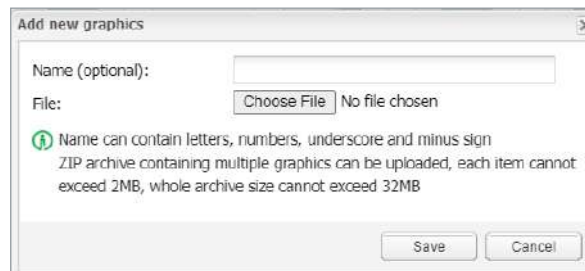 Add new graphics
Name (optional):
File: Choose File No file chosen
Name can contain letters, numbers, underscore and minus sign
ZIP archive containing multiple graphics can be uploaded, each item cannot
exceed 2MB, whole archive size cannot exceed 32MB
Save Cancel